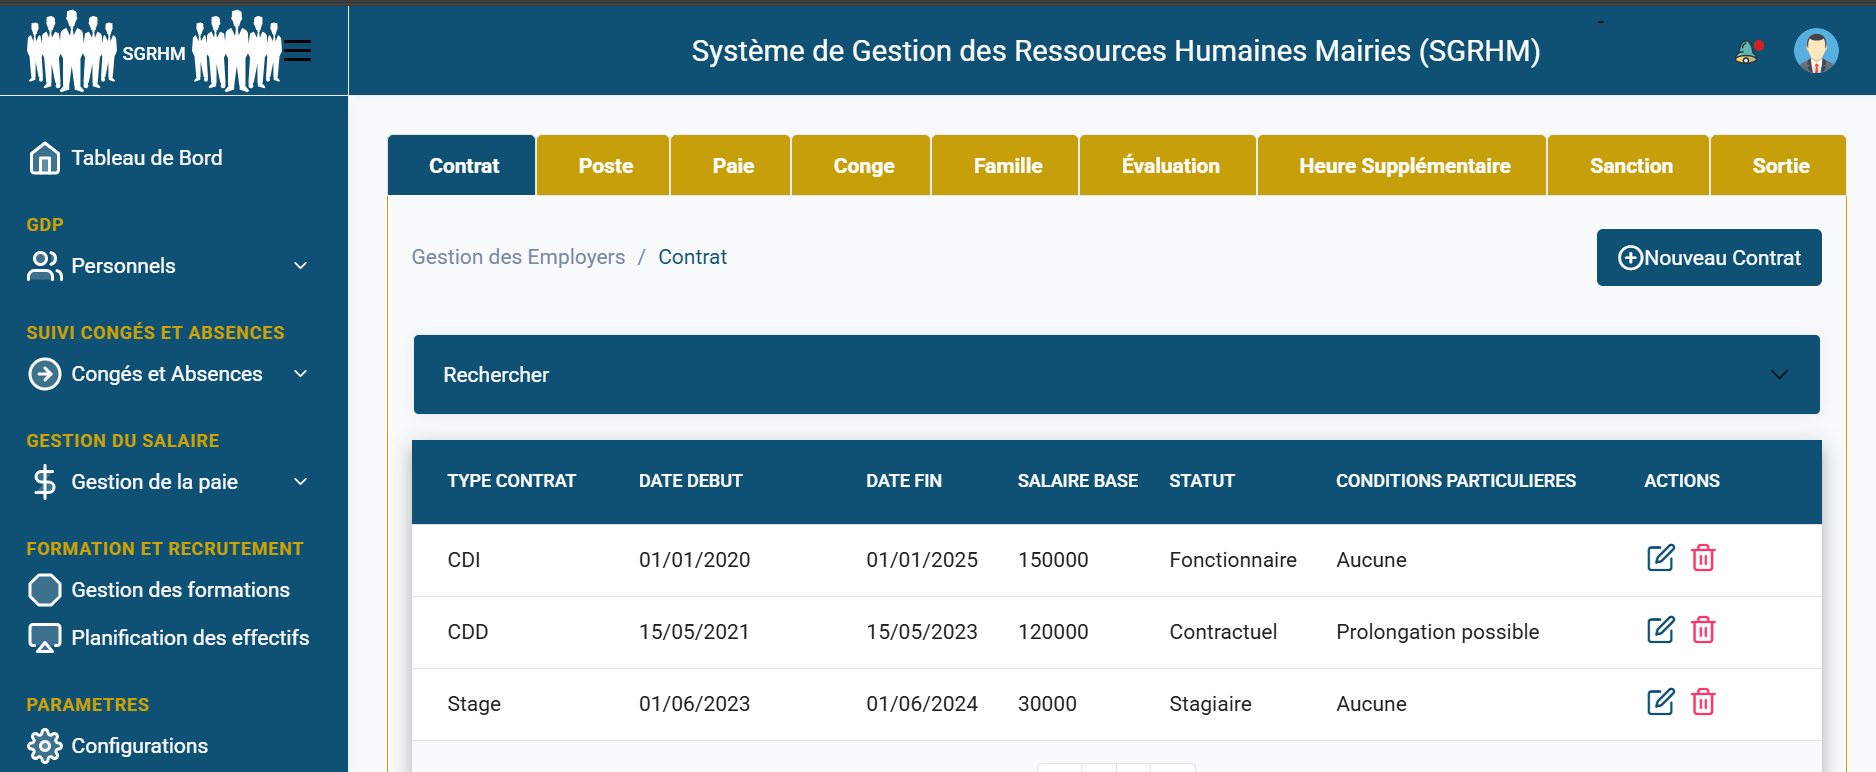 SGRHM
Système de Gestion des Ressources Humaines Mairies (SGRHM)
Tableau de Bord
GDP
Personnels
SUIVI CONGÉS ET ABSENCES
Congés et Absences
GESTION DU SALAIRE
Gestion de la paie
FORMATION ET RECRUTEMENT
Gestion des formations
Planification des effectifs
PARAMETRES
Configurations
Contrat Poste Paie Conge Famille Évaluation Heure Supplémentaire Sanction Sortie
Gestion des Employers / Contrat
Nouveau Contrat
Rechercher
TYPE CONTRAT DATE DEBUT DATE FIN SALAIRE BASE STATUT CONDITIONS PARTICULIERES ACTIONS
CDI 01/01/2020 01/01/2025 150000 Fonctionnaire Aucune
CDD 15/05/2021 15/05/2023 120000 Contractuel Prolongation possible
Stage 01/06/2023 01/06/2024 30000 Stagiaire Aucune